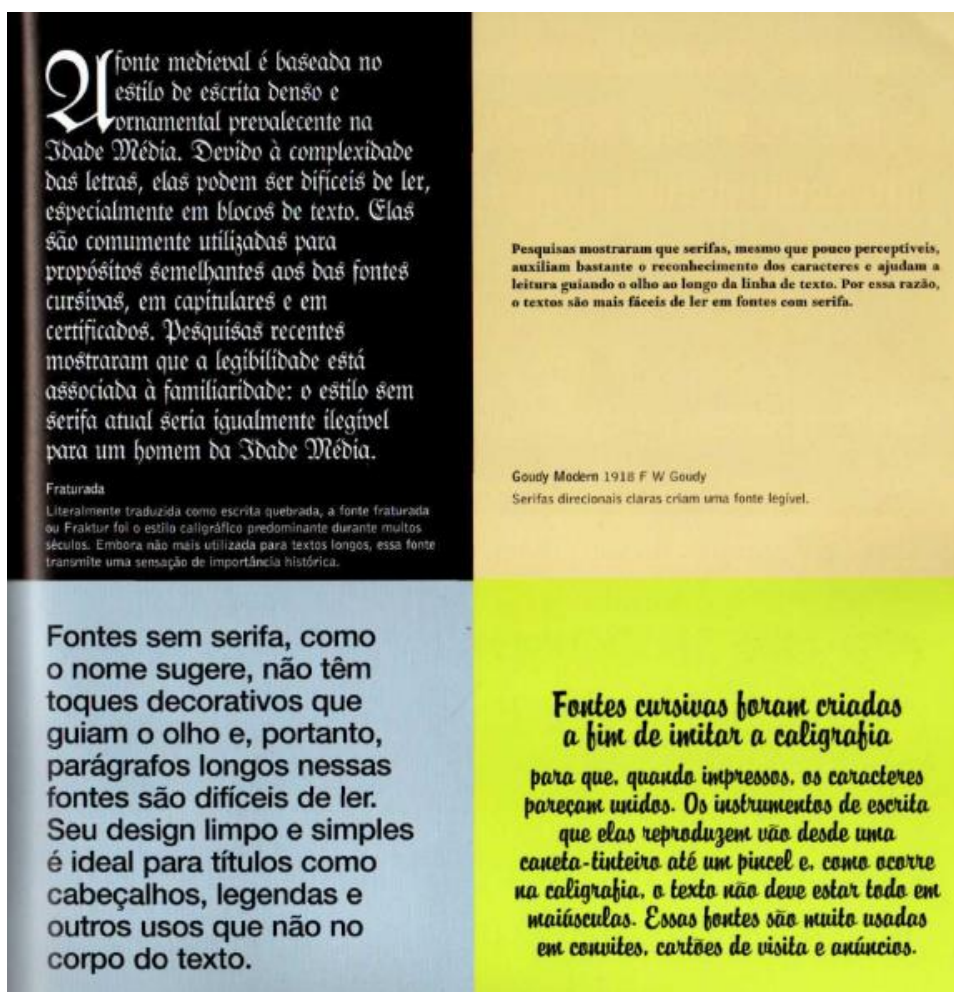 A fonte medieval é baseada no
estilo de escrita denso e
ornamental prevalecente na
Idade Média. Devido à complexidade
das letras, elas podem ser difíceis de ler,
especialmente em blocos de texto. Elas
são comumente utilizadas para
propósitos semelhantes aos das fontes
cursivas, em capitulares e em
certificados. Pesquisas recentes
mostraram que a legibilidade está
associada à familiaridade: o estilo sem
serifa atual seria igualmente ilegível
para um homem da Idade Média.
Fraturada
Literalmente traduzida como escrita quebrada, a fonte fraturada
ou Fraktur foi o estilo caligráfico predominante durante muitos
séculos. Embora não mais utilizada para textos longos, essa fonte
transmite uma sensação de importância histórica.
Pesquisas mostraram que serifas, mesmo que pouco perceptíveis,
auxiliam bastante o reconhecimento dos caracteres e ajudam a
leitura guiando o olho ao longo da linha de texto. Por essa razão,
o textos são mais fáceis de ler em fontes com serifa.
Goudy Modern 1918 F W Goudy
Serifas direcionais claras criam uma fonte legível.
Fontes sem serifa, como
o nome sugere, não têm
toques decorativos que
guiam o olho e, portanto,
parágrafos longos nessas
fontes são difíceis de ler.
Seu design limpo e simples
é ideal para títulos como
cabeçalhos, legendas e
outros usos que não no
corpo do texto.
Fontes cursivas foram criadas
a fim de imitar a caligrafia
para que, quando impressos, os caracteres
pareçam unidos. Os instrumentos de escrita
que elas reproduzem vão desde uma
caneta-tinteiro até um pincel e, como ocorre
na caligrafia, o texto não deve estar todo em
maiúsculas. Essas fontes são muito usadas
em convites, cartões de visita e anúncios.